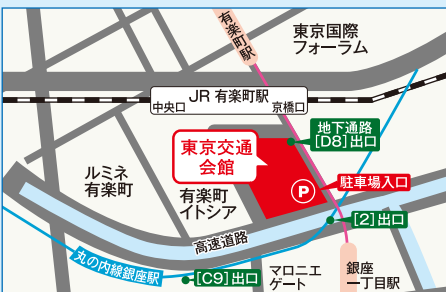 有楽町駅
東京国際
フォーラム
JR 有楽町駅
中央口
京橋口
地下通路
[D8]出口
東京交通
会館
ルミネ
有楽町
有楽町
イトシア
P
駐車場入口
[2]出口
高速道路
丸の内線銀座駅
[C9]出口
マロニエ
ゲート
銀座
一丁目駅